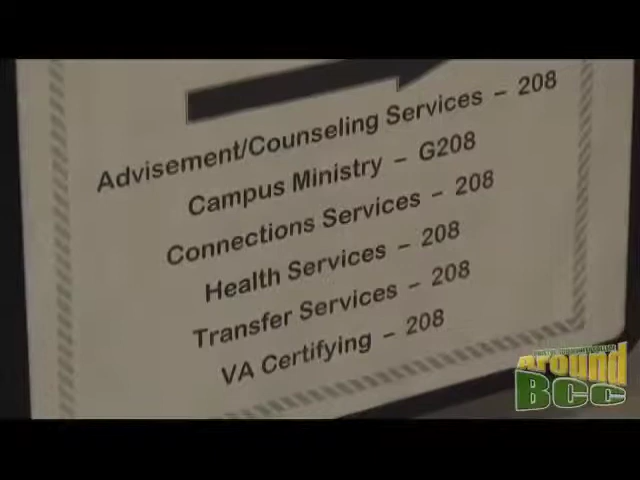 Advisement/Counseling Services – 208
Campus Ministry – G208
Connections Services – 208
Health Services – 208
Transfer Services – 208
VA Certifying – 208
Around
BCC